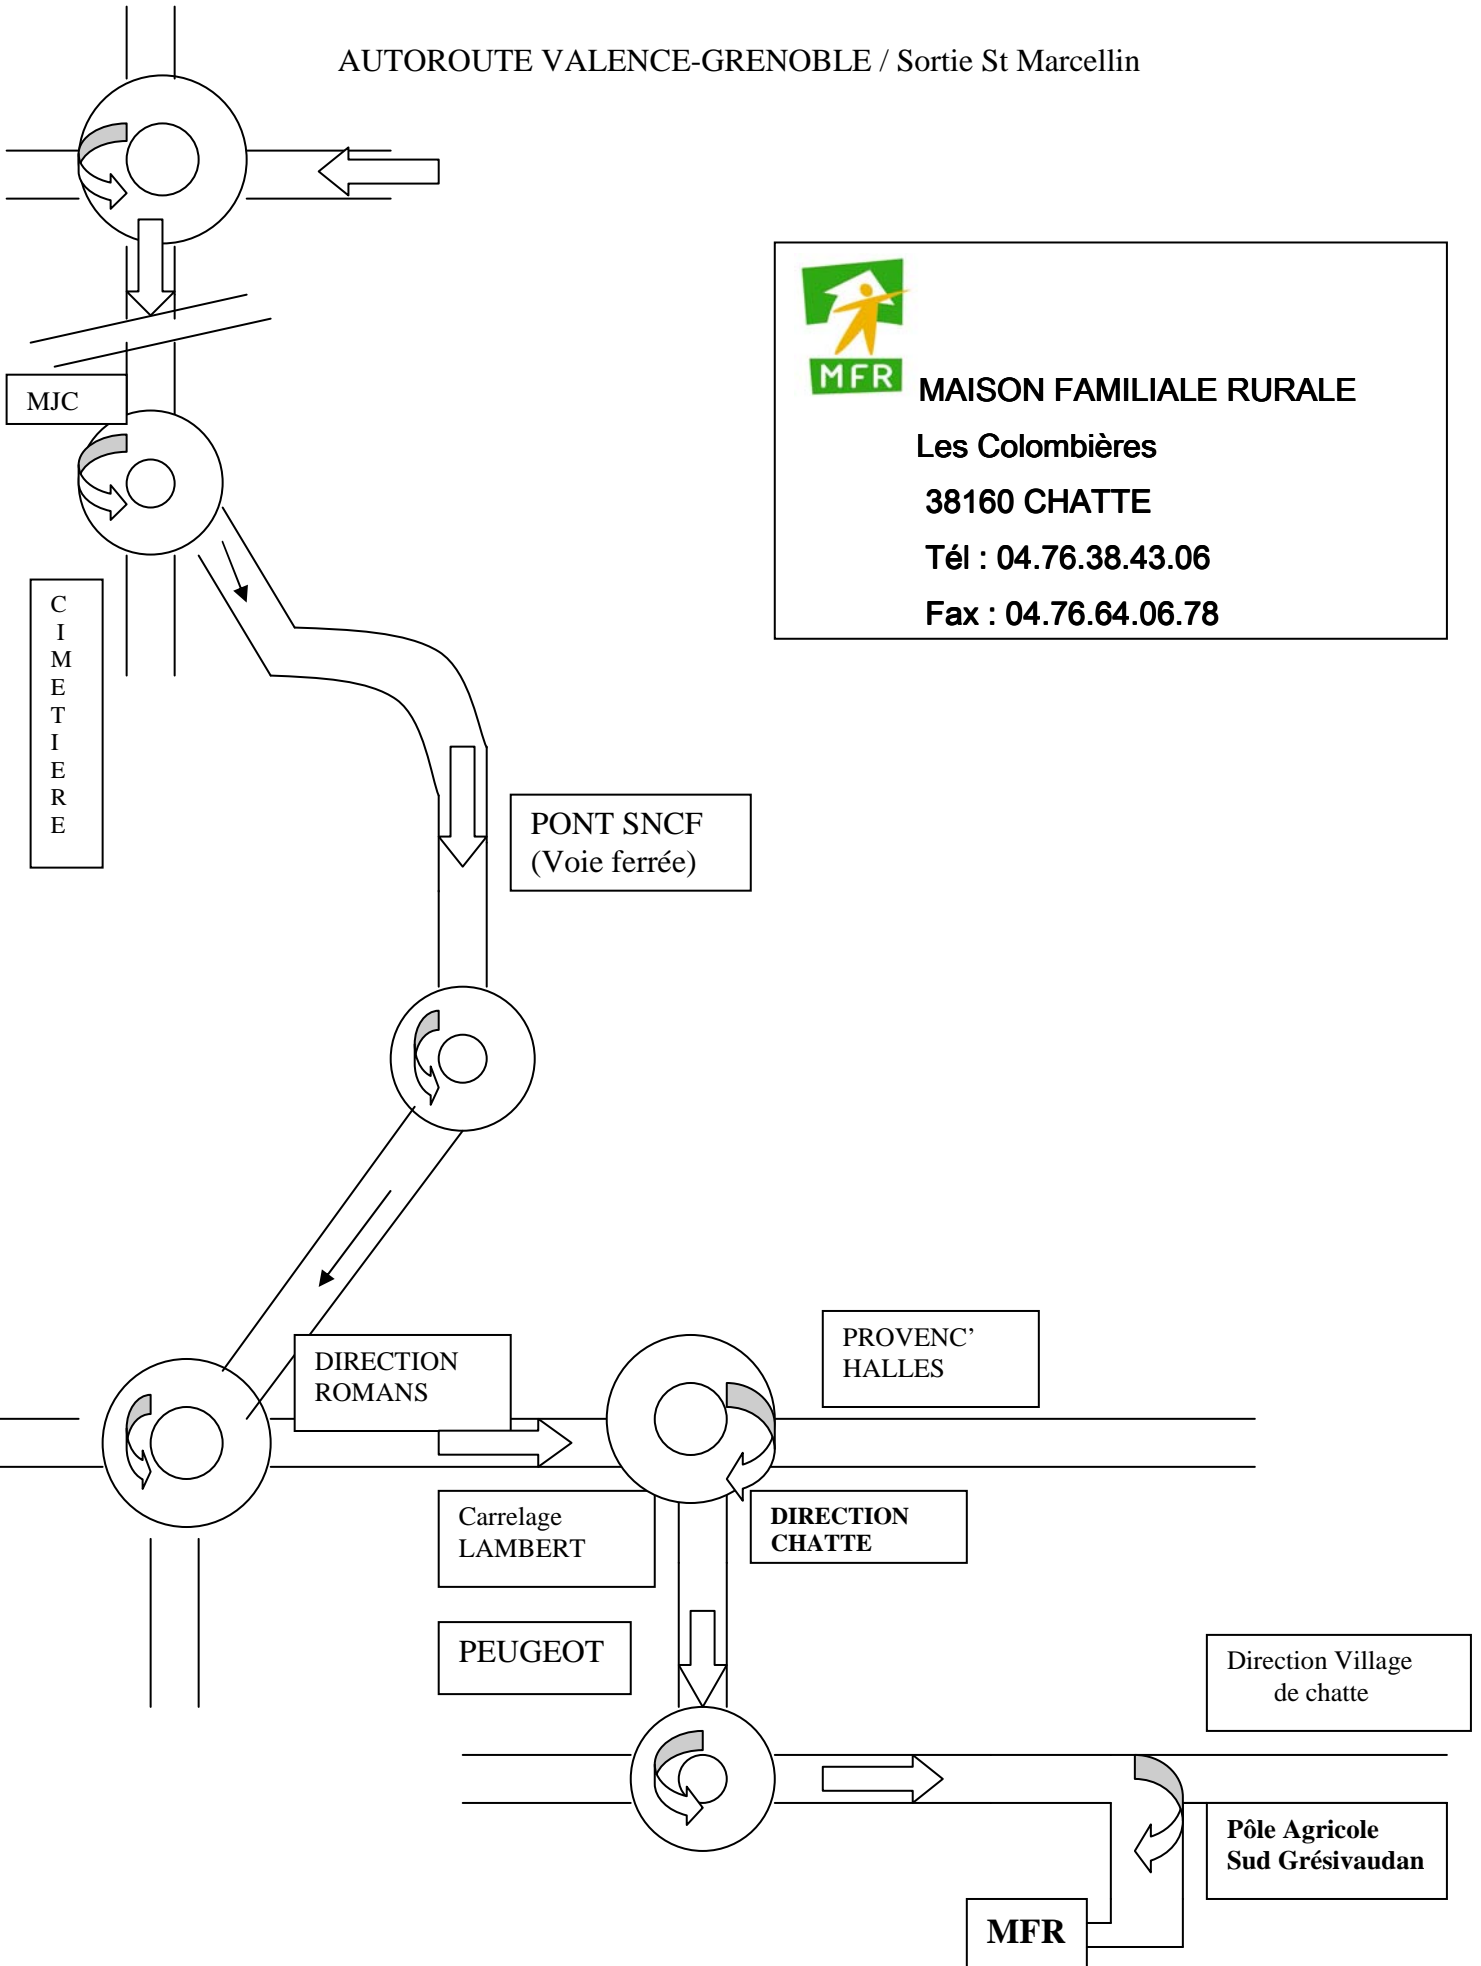 AUTOROUTE VALENCE-GRENOBLE / Sortie St Marcellin
MFR
MAISON FAMILIALE RURALE
Les Colombières
38160 CHATTE
Tél : 04.76.38.43.06
Fax : 04.76.64.06.78
MJC
C
I
M
E
T
I
E
R
E
PONT SNCF
(Voie ferrée)
DIRECTION
ROMANS
PROVENC’
HALLES
Carrelage
LAMBERT
DIRECTION
CHATTE
PEUGEOT
Direction Village
de chatte
Pôle Agricole
Sud Grésivaudan
MFR